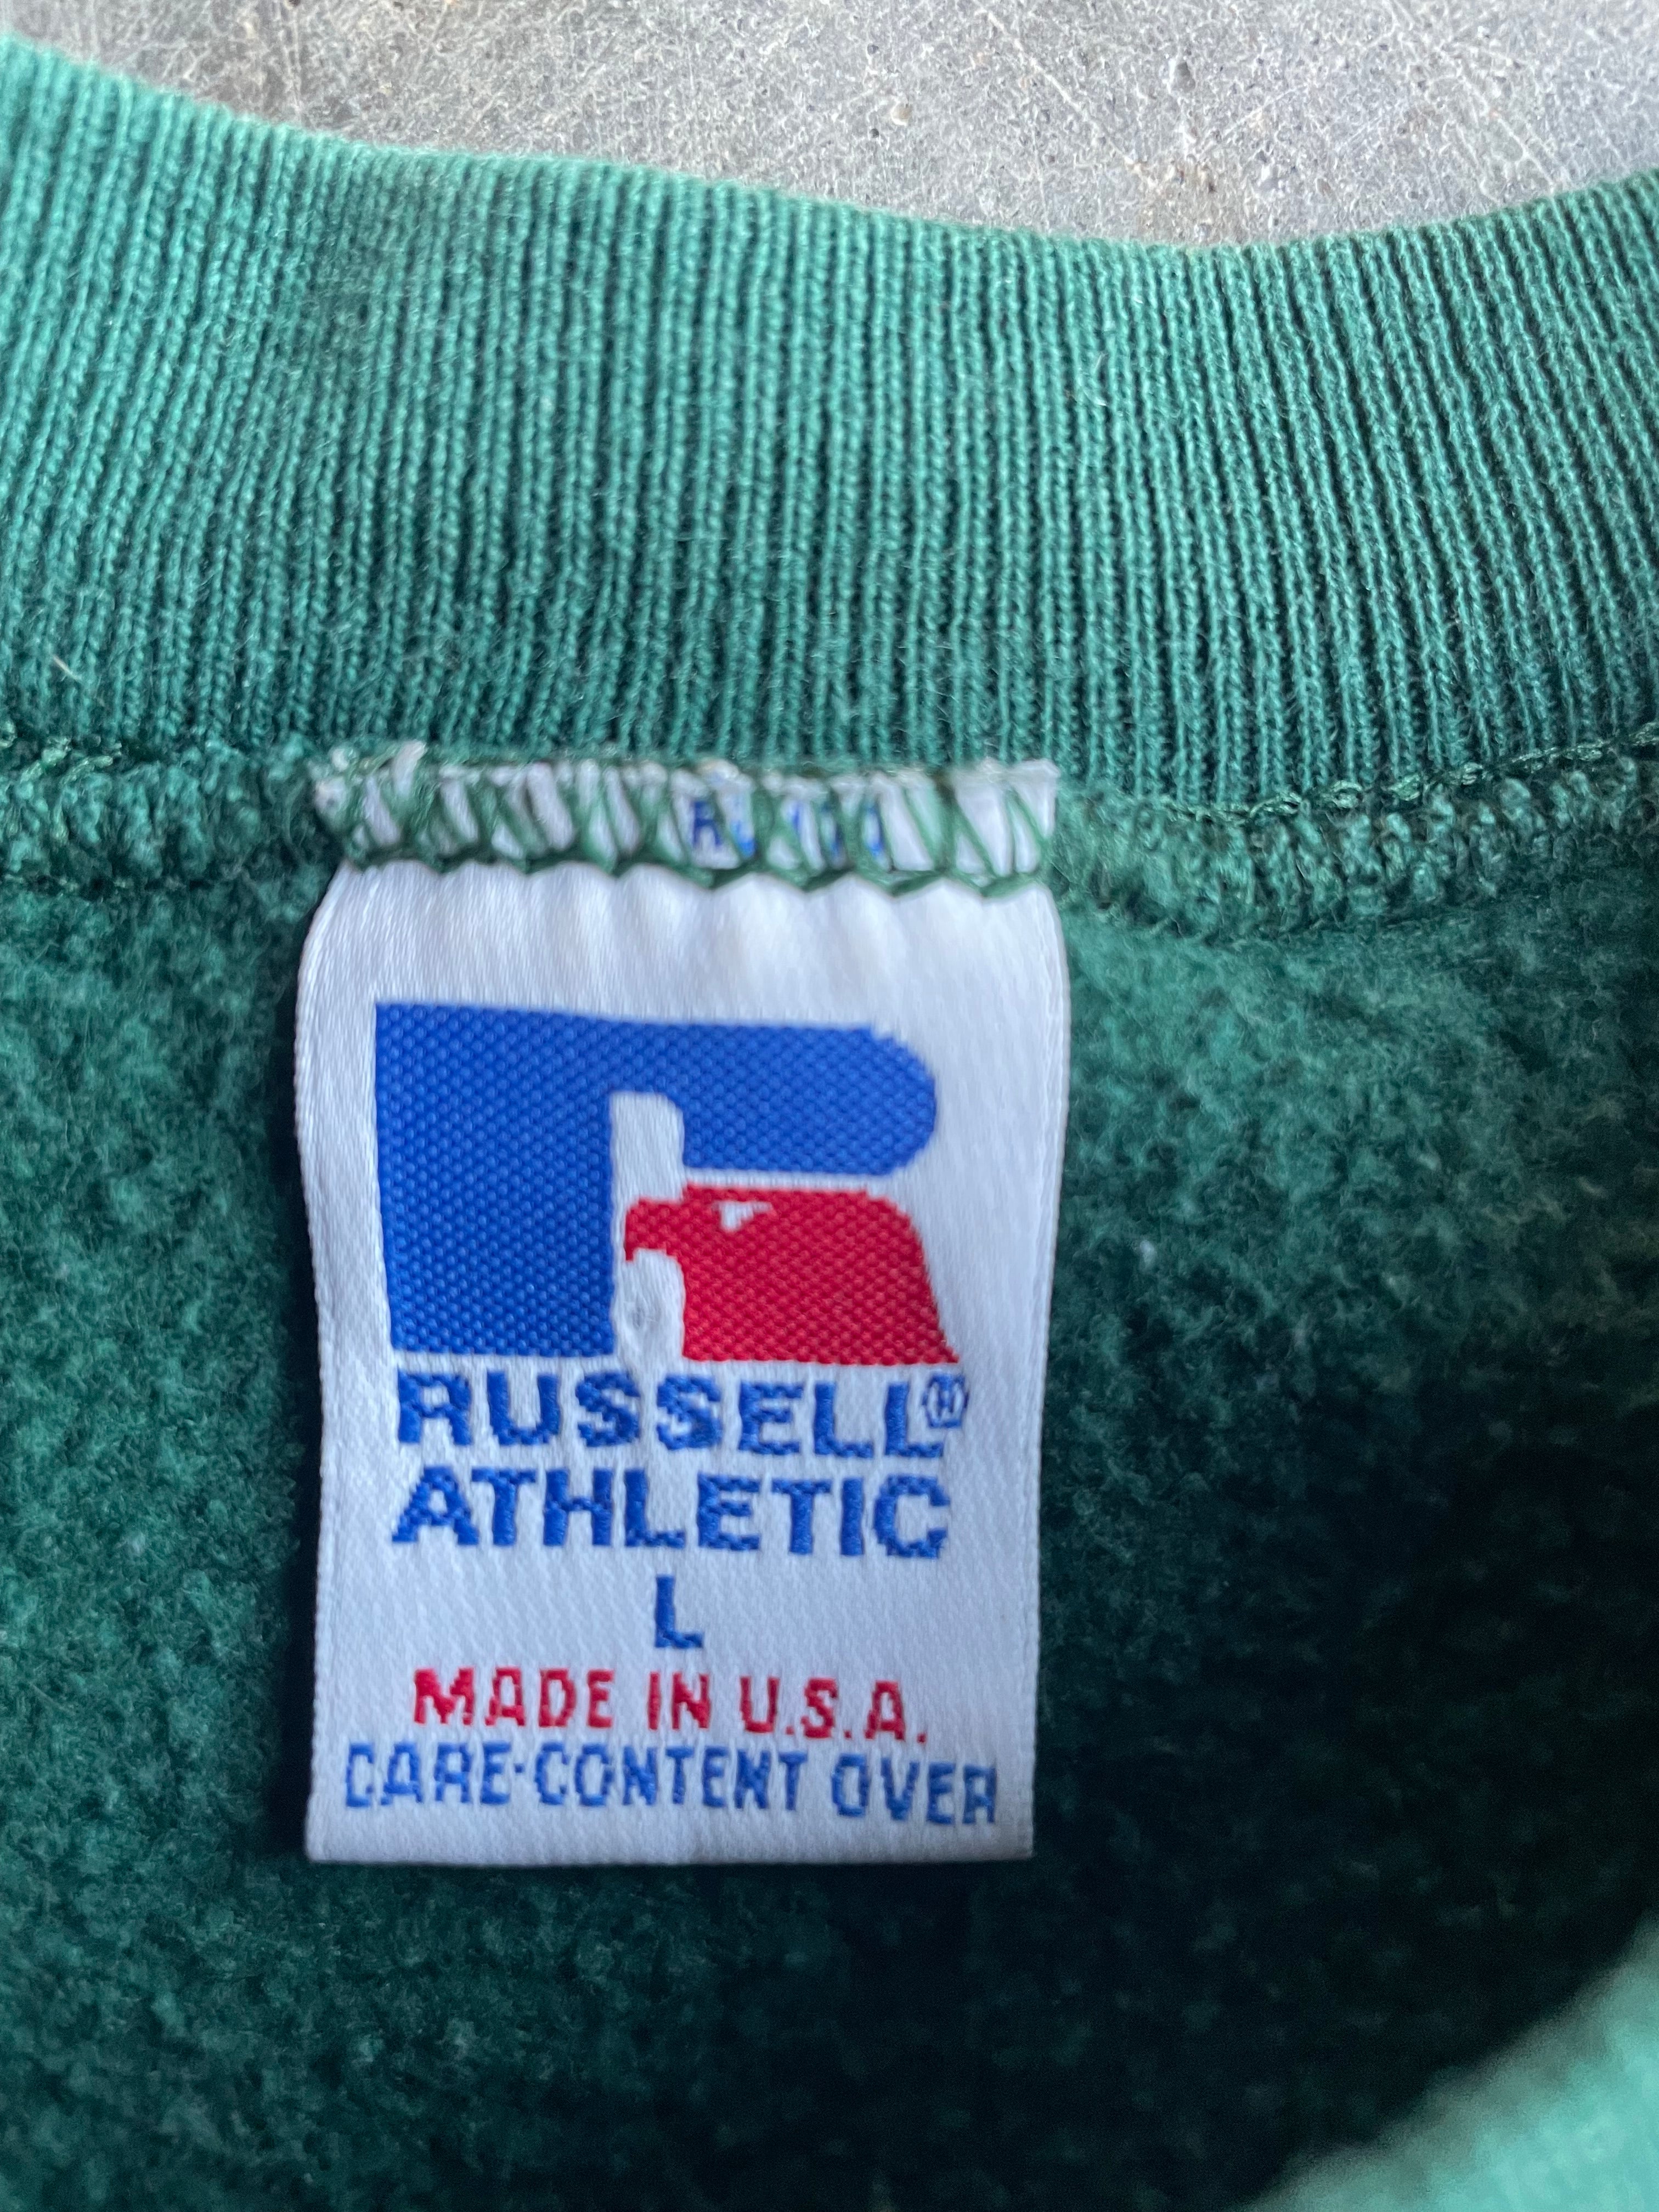 RUSSELL®
ATHLETIC
L
MADE IN U.S.A.
CARE·CONTENT OVER